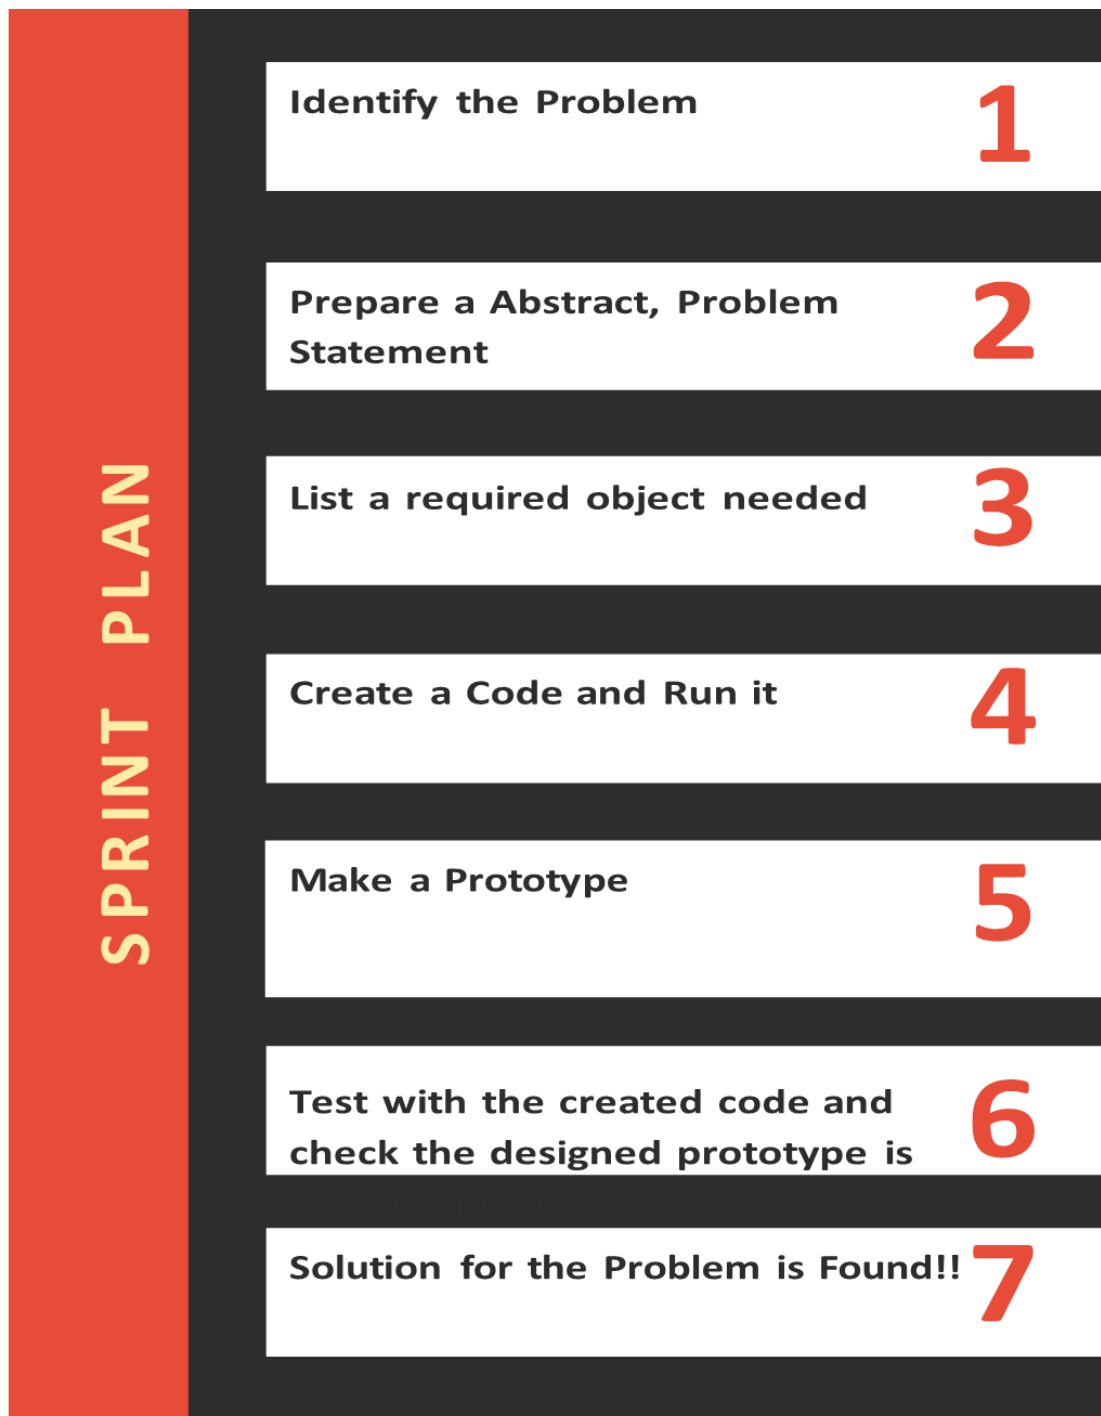 SPRINT PLAN
Identify the Problem
1
Prepare a Abstract, Problem
Statement
2
List a required object needed
3
Create a Code and Run it
4
Make a Prototype
5
Test with the created code and
check the designed prototype is
6
Solution for the Problem is Found!!
7